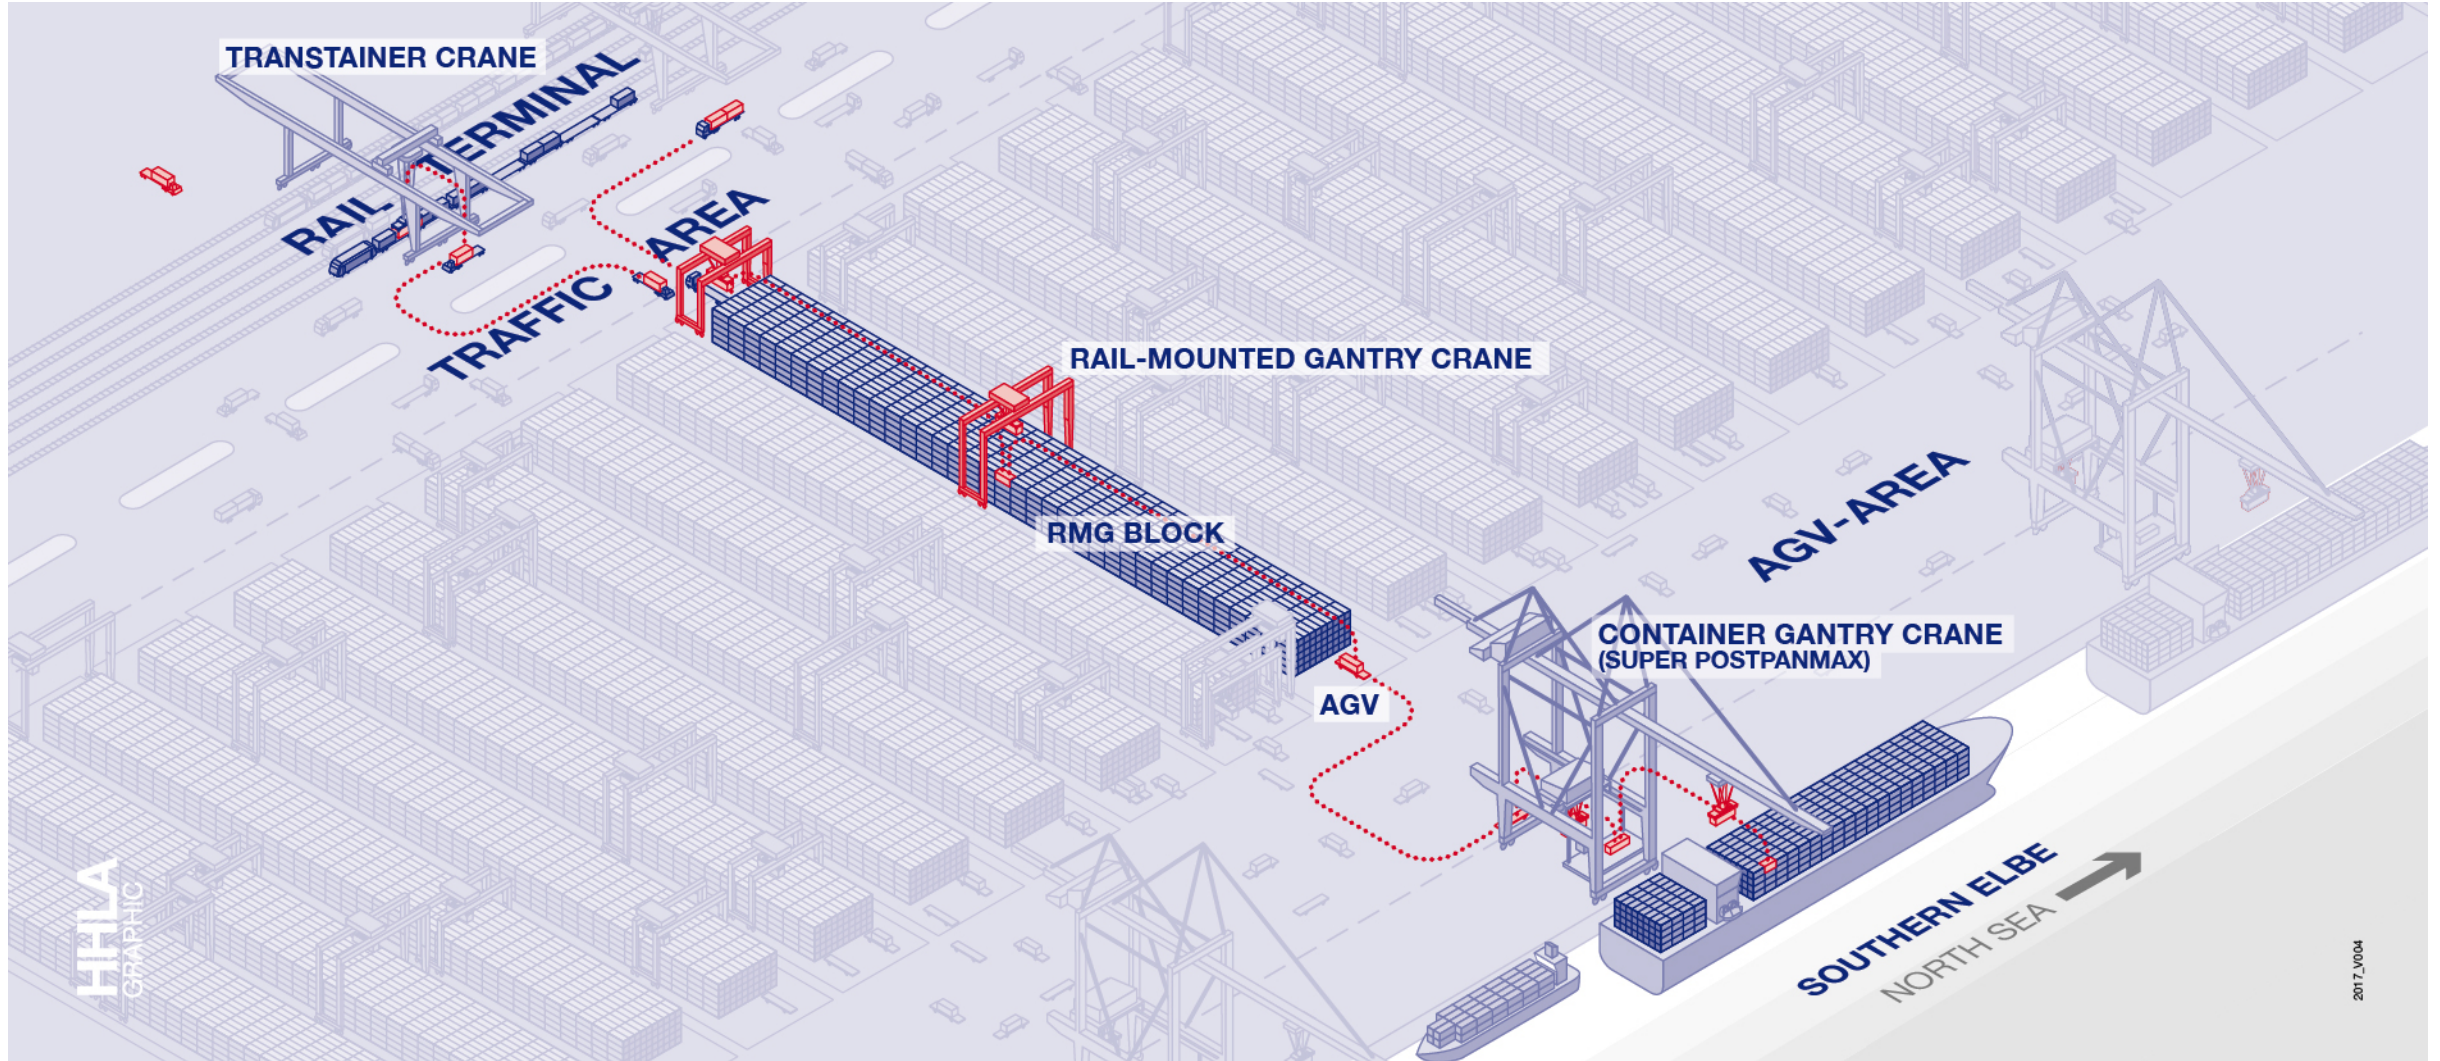 TRANSTAINER CRANE
RAIL TERMINAL
TRAFFIC AREA
RAIL-MOUNTED GANTRY CRANE
RMG BLOCK
AGV-AREA
CONTAINER GANTRY CRANE
(SUPER POSTPANMAX)
AGV
SOUTHERN ELBE
NORTH SEA
HHLA
GRAPHIC
2017_V004